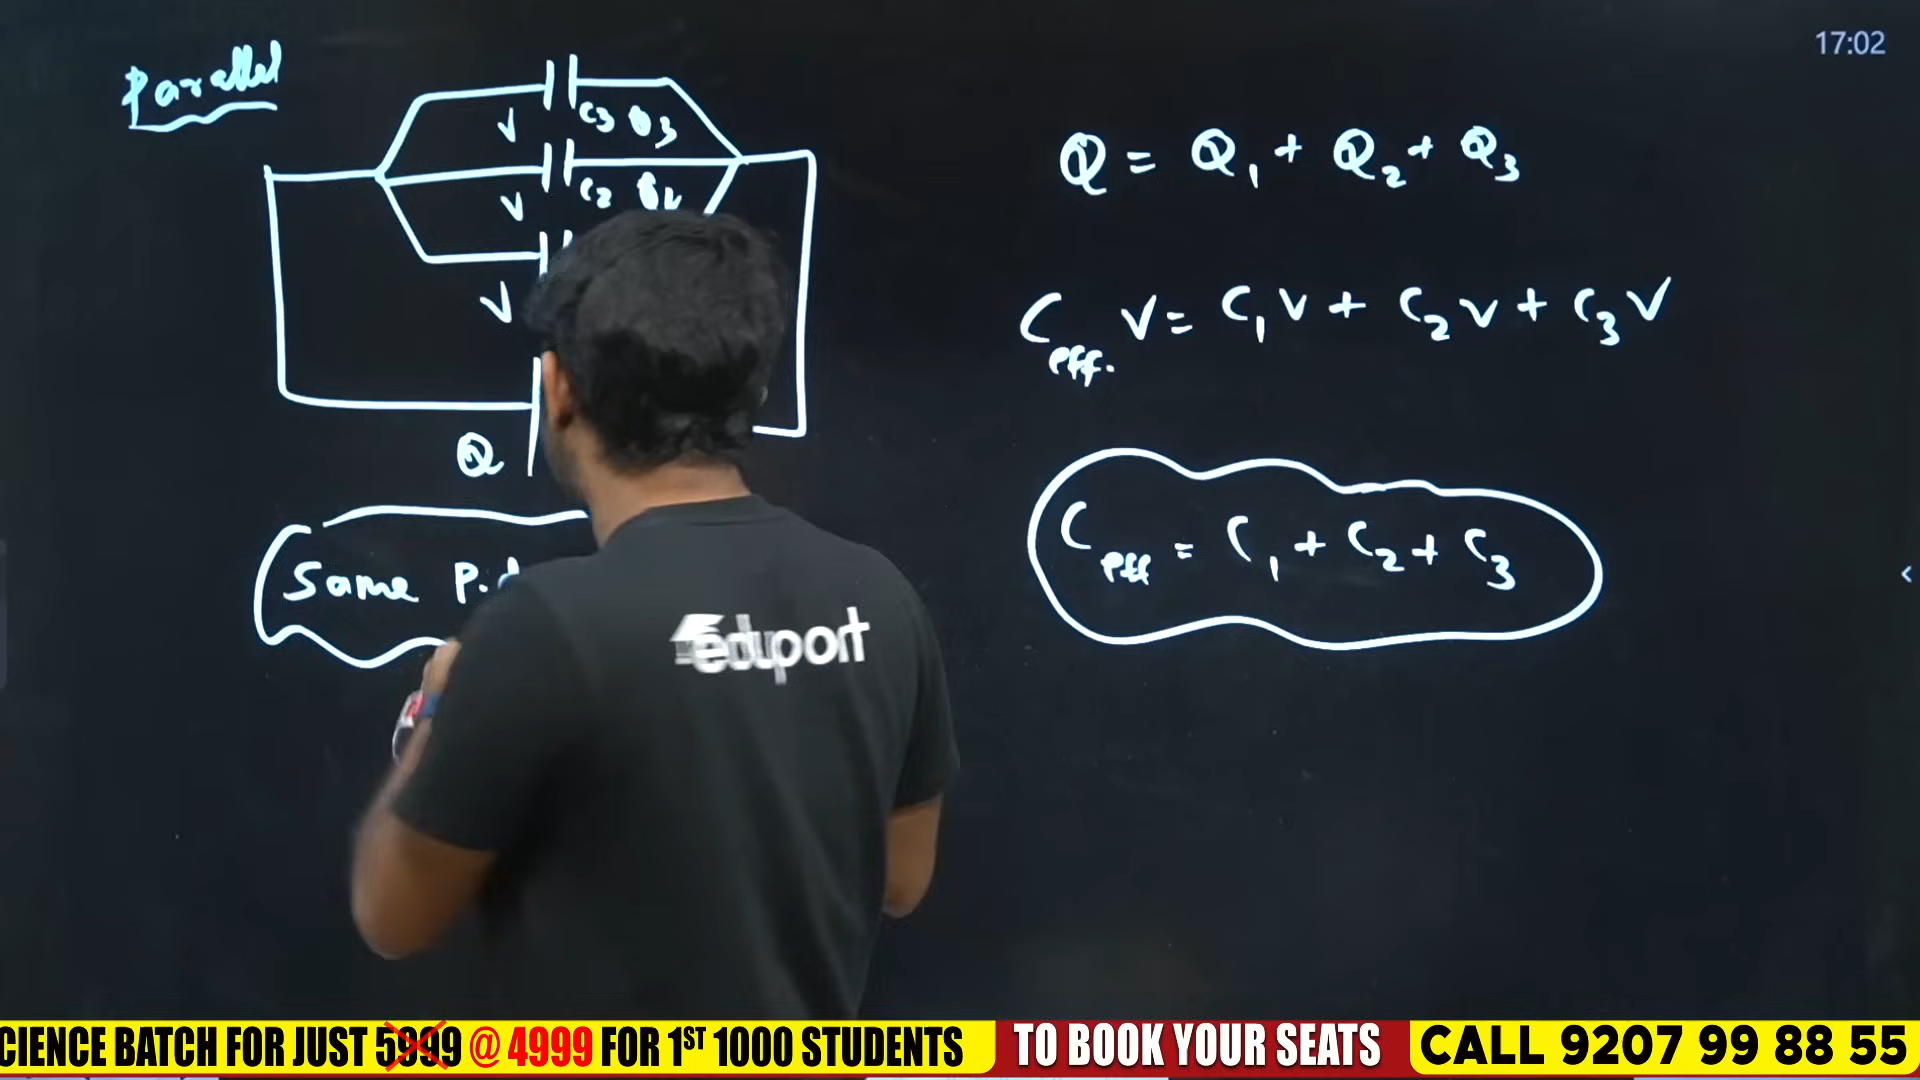 17:02
Parallel
V C3 Q3
V C2
V
Q
Same P.d
Q = Q1 + Q2 + Q3
Ceff. V = C1V + C2V + C3V
Ceff = C1 + C2 + C3
eduport
CIENCE BATCH FOR JUST 5999 @ 4999 FOR 1ST 1000 STUDENTS
TO BOOK YOUR SEATS
CALL 9207 99 88 55